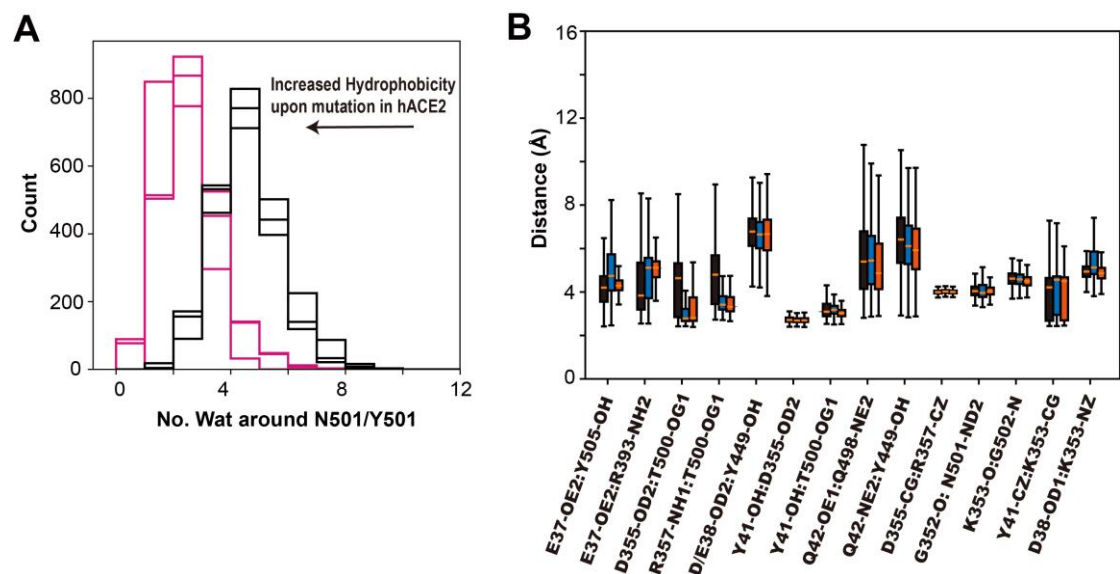 A
Increased Hydrophobicity
upon mutation in hACE2
Count
800
600
400
200
0
0 4 8 12
No. Wat around N501/Y501
B
Distance (Å)
16
12
8
4
0
E37-OE2:Y505-OH
E37-OE2:R393-NH2
D355-OD2:T500-OG1
R357-NH1:T500-OG1
D/E38-OD2:Y449-OH
Y41-OH:D355-OD2
Y41-OH:T500-OG1
Q42-OE1:Q498-NE2
Q42-NE2:Y449-OH
D355-CG:R357-CZ
G352-O: N501-ND2
K353-O:G502-N
Y41-CZ:K353-CG
D38-OD1:K353-NZ